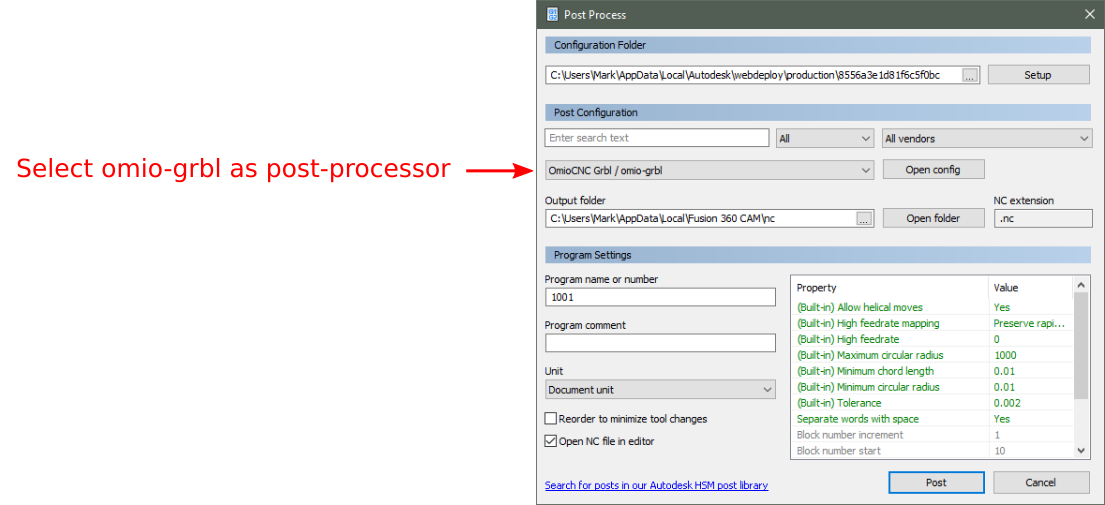 Post Process
Configuration Folder
C:\Users\Mark\AppData\Local\Autodesk\webdeploy\production\8556a3e1d81f6c5f0bc
...
Setup
Post Configuration
Enter search text
All
All vendors
Select omio-grbl as post-processor
OmioCNC Grbl / omio-grbl
Open config
Output folder
NC extension
C:\Users\Mark\AppData\Local\Fusion 360 CAM\nc
...
Open folder
.nc
Program Settings
Program name or number
1001
Program comment
Unit
Document unit
Reorder to minimize tool changes
Open NC file in editor
Property Value
(Built-in) Allow helical moves Yes
(Built-in) High feedrate mapping Preserve rapi...
(Built-in) High feedrate 0
(Built-in) Maximum circular radius 1000
(Built-in) Minimum chord length 0.01
(Built-in) Minimum circular radius 0.01
(Built-in) Tolerance 0.002
Separate words with space Yes
Block number increment 1
Block number start 10
Search for posts in our Autodesk HSM post library
Post
Cancel